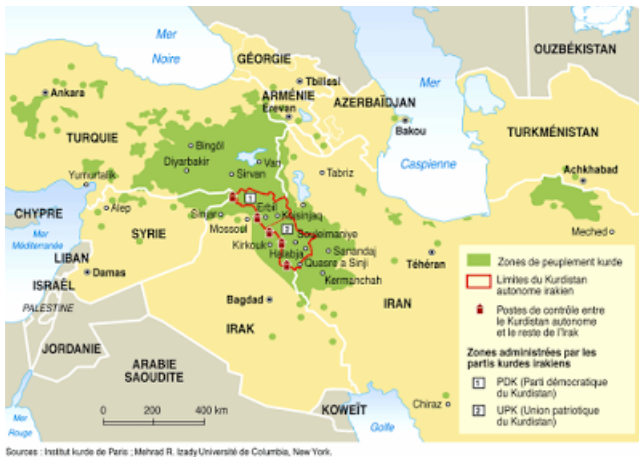 Mer
Noire
GÉORGIE
OUZBÉKISTAN
Tbilissi
Ankara
ARMÉNIE
Erevan
AZERBAÏDJAN
Mer
Bakou
TURKMÉNISTAN
TURQUIE
Bingöl
Diyarbakir
Van
Sirvan
Caspienne
Achkhabad
Yumurtalik
Tabriz
CHYPRE
Alep
Sinjar
1
Erbil
Kusinjaq
Mossoul
2
Souleimaniye
Meched
Mer
Méditerranée
SYRIE
Kirkouk
Halabja
Sanandaj
Téhéran
LIBAN
Damas
Quasre a Sinji
Kermanchah
ISRAËL
PALESTINE
Bagdad
IRAN
IRAK
JORDANIE
ARABIE
SAOUDITE
KOWEÏT
Chiraz
Mer
Rouge
0 200 400 km
Golfe
Zones de peuplement kurde
Limites du Kurdistan
autonome irakien
Postes de contrôle entre
le Kurdistan autonome
et le reste de l'Irak
Zones administrées par les
partis kurdes irakiens
1 PDK (Parti démocratique
du Kurdistan)
2 UPK (Union patriotique
du Kurdistan)
Sources : Institut kurde de Paris ; Mehrad R. Izady Université de Columbia, New York.